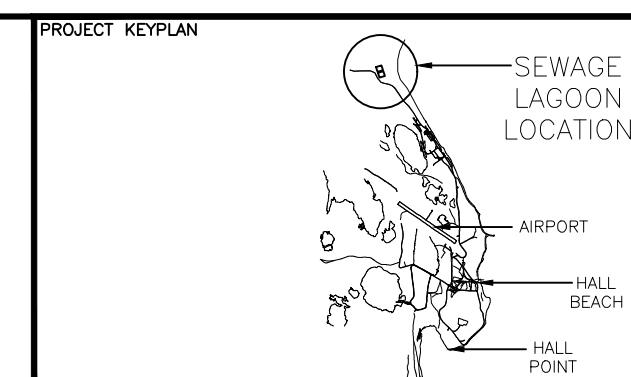 PROJECT KEYPLAN
SEWAGE
LAGOON
LOCATION
AIRPORT
HALL
BEACH
HALL
POINT